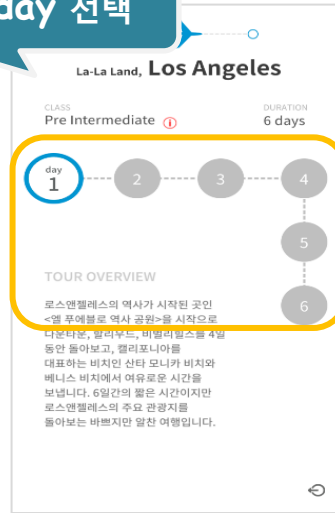 day 선택
La-La Land, Los Angeles
CLASS
DURATION
Pre Intermediate
6 days
day
1
2
3
4
5
6
TOUR OVERVIEW
로스앤젤레스의 역사가 시작된 곳인
<엘 푸에블로 역사 공원>을 시작으로
다운타운, 할리우드, 비벌리힐스를 4일
동안 돌아보고, 캘리포니아를
대표하는 비치인 산타 모니카 비치와
베니스 비치에서 여유로운 시간을
보냅니다. 6일간의 짧은 시간이지만
로스앤젤레스의 주요 관광지를
돌아보는 바쁘지만 알찬 여행입니다.